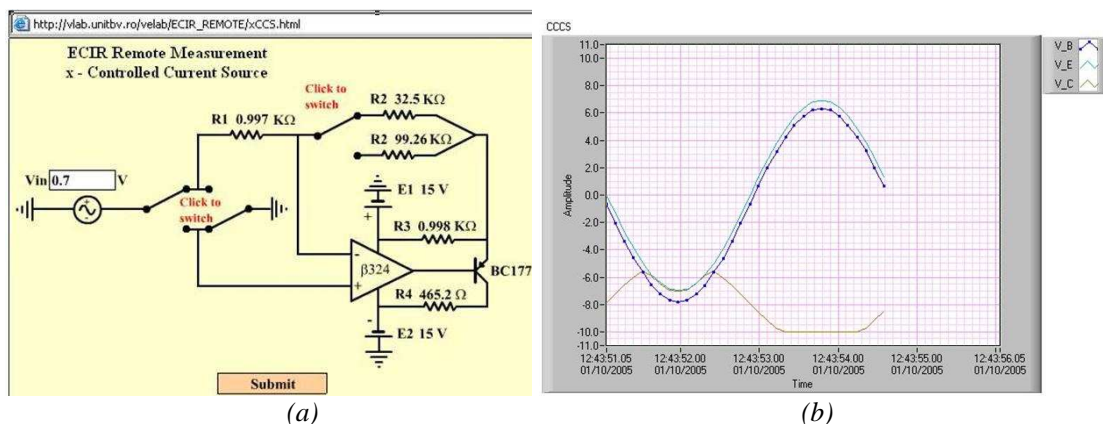 http://vlab.unitbv.ro/velab/ECIR_REMOTE/xCCS.html
ECIR Remote Measurement
x - Controlled Current Source
Click to
switch
R2 32.5 KΩ
R1 0.997 KΩ
R2 99.26 KΩ
Vin 0.7 V
Click to
switch
E1 15 V
+
R3 0.998 KΩ
-
β324
+
BC177
R4 465.2 Ω
-
E2 15 V
Submit
(a)
CCCS
Amplitude
11.0
10.0
8.0
6.0
4.0
2.0
0.0
-2.0
-4.0
-6.0
-8.0
-10.0
-11.0
12:43:51.05 12:43:52.00 12:43:53.00 12:43:54.00 12:43:55.00 12:43:56.05
01/10/2005 01/10/2005 01/10/2005 01/10/2005 01/10/2005 01/10/2005
Time
V_B
V_E
V_C
(b)